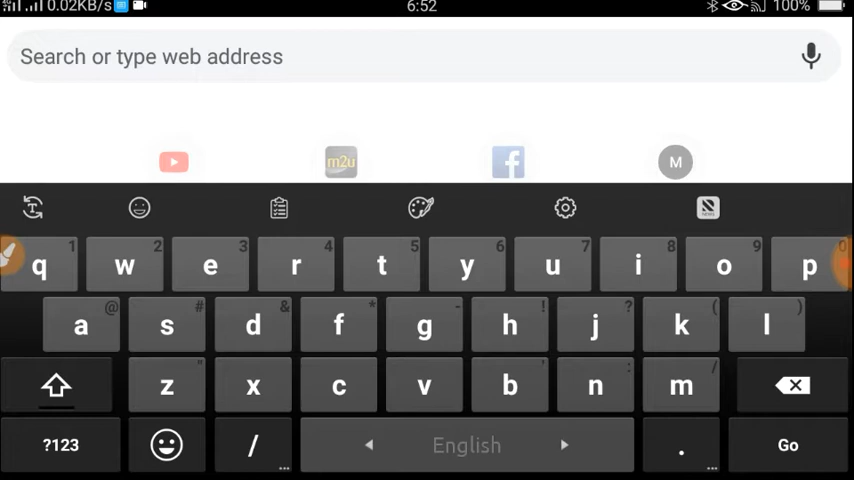 0.02KB/s 6:52 100%
Search or type web address
m2u f M
1 2 3 4 5 6 7 8 9 0
q w e r t y u i o p
@ # & * - ! ? ( )
a s d f g h j k l
" ' : /
z x c v b n m
?123 / English . Go